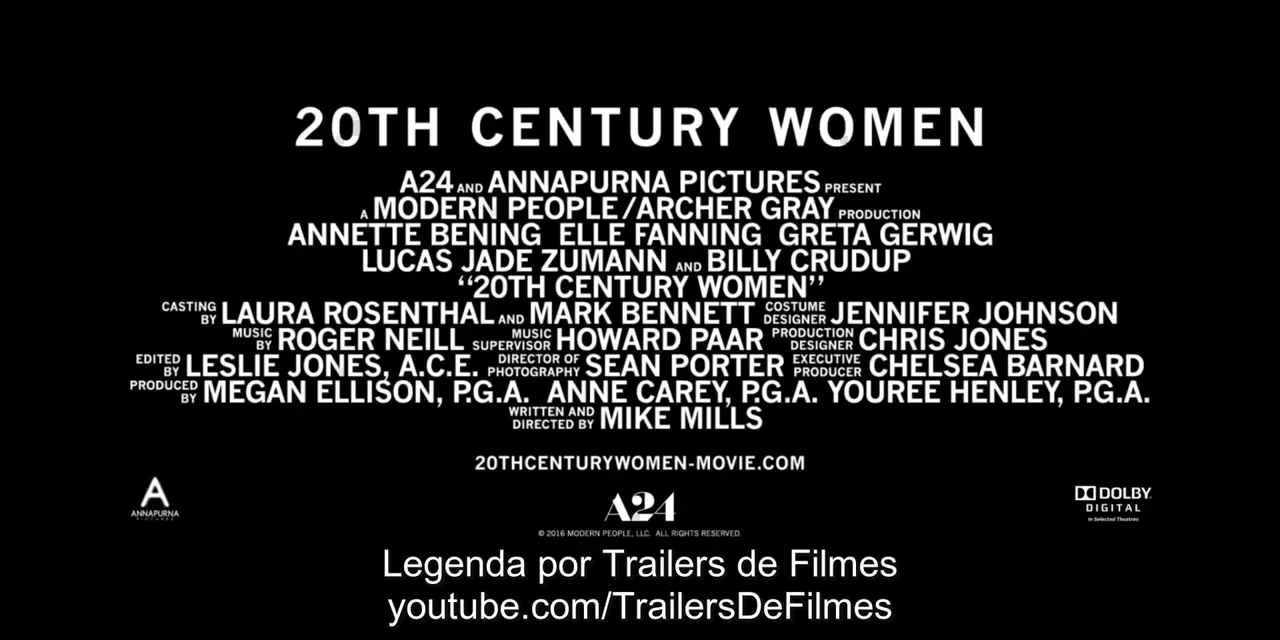 20TH CENTURY WOMEN
A24 AND ANNAPURNA PICTURES PRESENT
A MODERN PEOPLE/ARCHER GRAY PRODUCTION
ANNETTE BENING ELLE FANNING GRETA GERWIG
LUCAS JADE ZUMANN AND BILLY CRUDUP
“20TH CENTURY WOMEN”
CASTING BY LAURA ROSENTHAL AND MARK BENNETT COSTUME DESIGNER JENNIFER JOHNSON
MUSIC BY ROGER NEILL MUSIC SUPERVISOR HOWARD PAAR PRODUCTION DESIGNER CHRIS JONES
EDITED BY LESLIE JONES, A.C.E. DIRECTOR OF PHOTOGRAPHY SEAN PORTER EXECUTIVE PRODUCER CHELSEA BARNARD
PRODUCED BY MEGAN ELLISON, P.G.A. ANNE CAREY, P.G.A. YOUREE HENLEY, P.G.A.
WRITTEN AND DIRECTED BY MIKE MILLS
20THCENTURYWOMEN-MOVIE.COM
A ANNAPURNA PICTURES
A24
DOLBY DIGITAL
In Selected Theatres
© 2016 MODERN PEOPLE, LLC. ALL RIGHTS RESERVED.
Legenda por Trailers de Filmes
youtube.com/TrailersDeFilmes